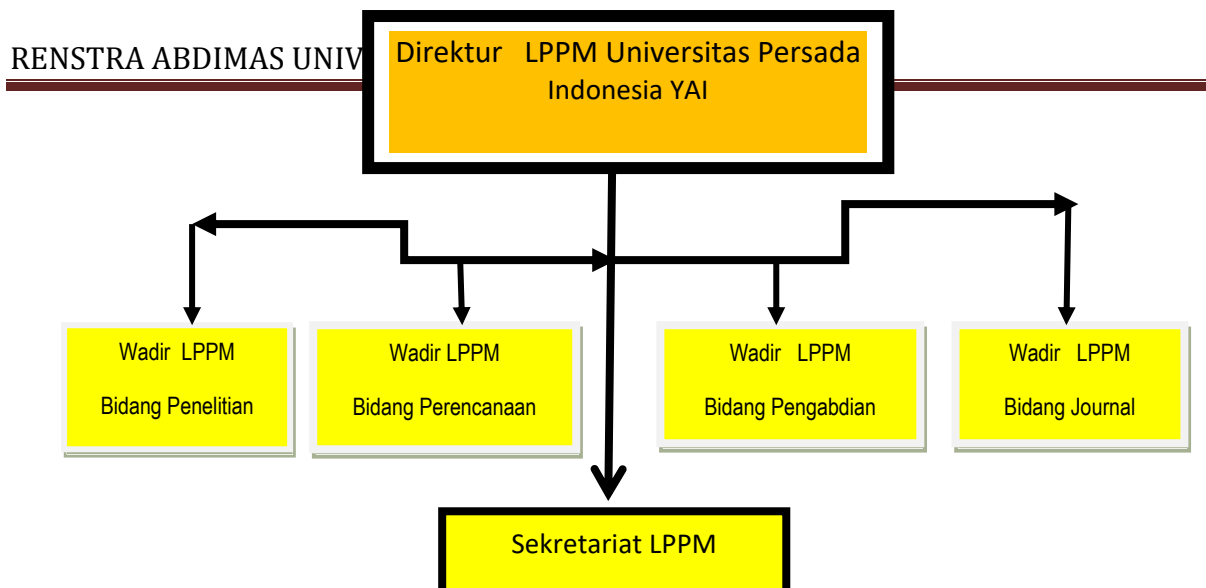 RENSTRA ABDIMAS UNIV
Direktur LPPM Universitas Persada
Indonesia YAI
Wadir LPPM
Bidang Penelitian
Wadir LPPM
Bidang Perencanaan
Wadir LPPM
Bidang Pengabdian
Wadir LPPM
Bidang Journal
Sekretariat LPPM